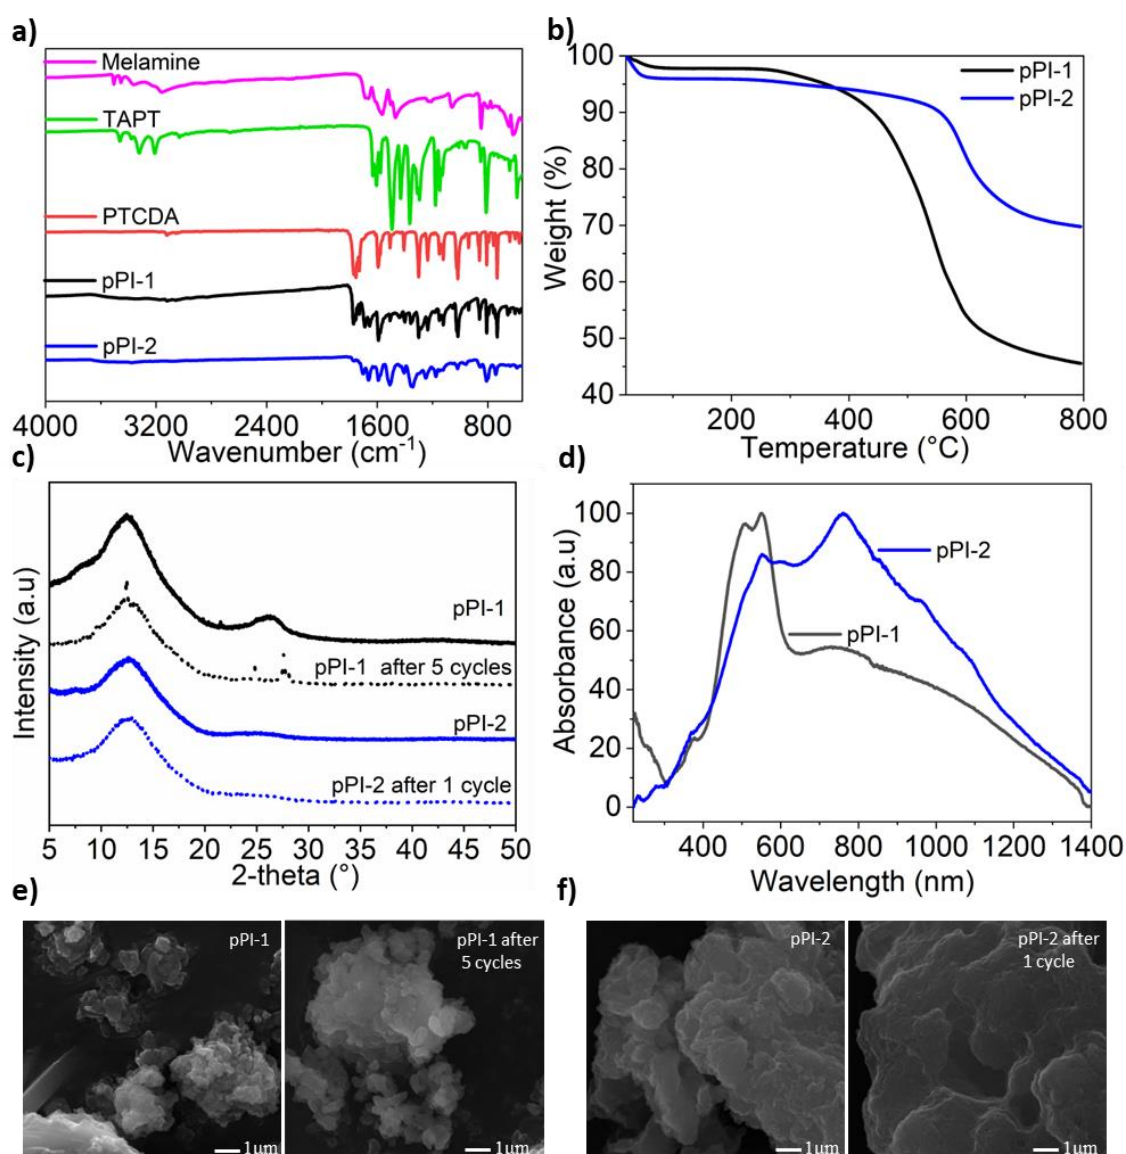 a)
Melamine
TAPT
PTCDA
pPI-1
pPI-2
4000 3200 2400 1600 800
Wavenumber (cm⁻¹)
b)
100
90
80
70
60
50
40
Weight (%)
pPI-1
pPI-2
200 400 600 800
Temperature (°C)
c)
Intensity (a.u)
pPI-1
pPI-1 after 5 cycles
pPI-2
pPI-2 after 1 cycle
5 10 15 20 25 30 35 40 45 50
2-theta (°)
d)
100
80
60
40
20
0
Absorbance (a.u)
pPI-2
pPI-1
400 600 800 1000 1200 1400
Wavelength (nm)
e)
pPI-1
1µm
pPI-1 after
5 cycles
1µm
f)
pPI-2
1µm
pPI-2 after
1 cycle
1µm